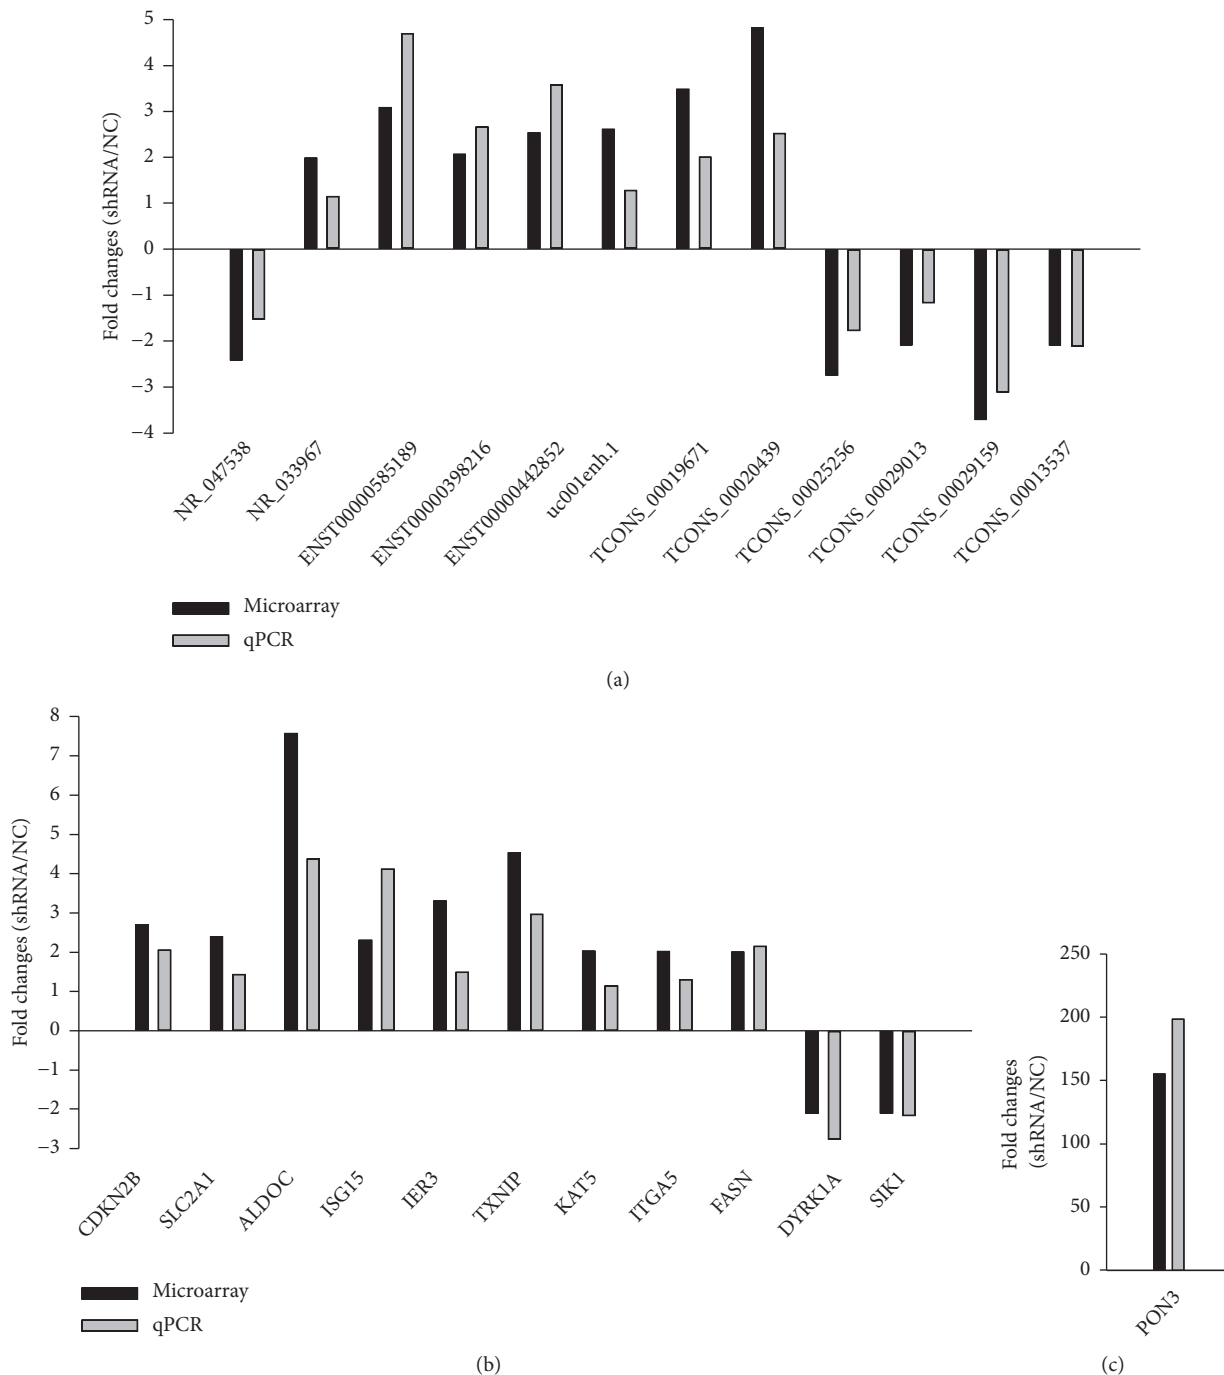 5
4
3
2
1
0
−1
−2
−3
−4
Fold changes (shRNA/NC)
NR_047538
NR_033967
ENST00000585189
ENST00000398216
ENST00000442852
uc001enh.1
TCONS_00019671
TCONS_00020439
TCONS_00025256
TCONS_00029013
TCONS_00029159
TCONS_00013537
Microarray
qPCR
(a)
8
7
6
5
4
3
2
1
0
−1
−2
−3
Fold changes (shRNA/NC)
CDKN2B
SLC2A1
ALDOC
ISG15
IER3
TXNIP
KAT5
ITGA5
FASN
DYRK1A
SIK1
Microarray
qPCR
(b)
250
200
150
100
50
0
Fold changes
(shRNA/NC)
PON3
(c)